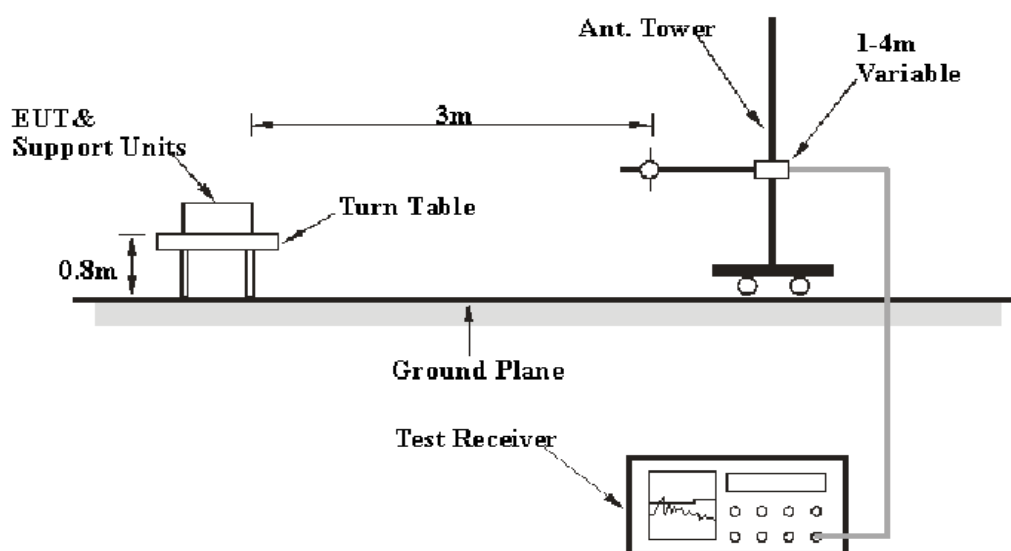 Ant. Tower
1-4m
Variable
3m
EUT&
Support Units
Turn Table
0.8m
Ground Plane
Test Receiver